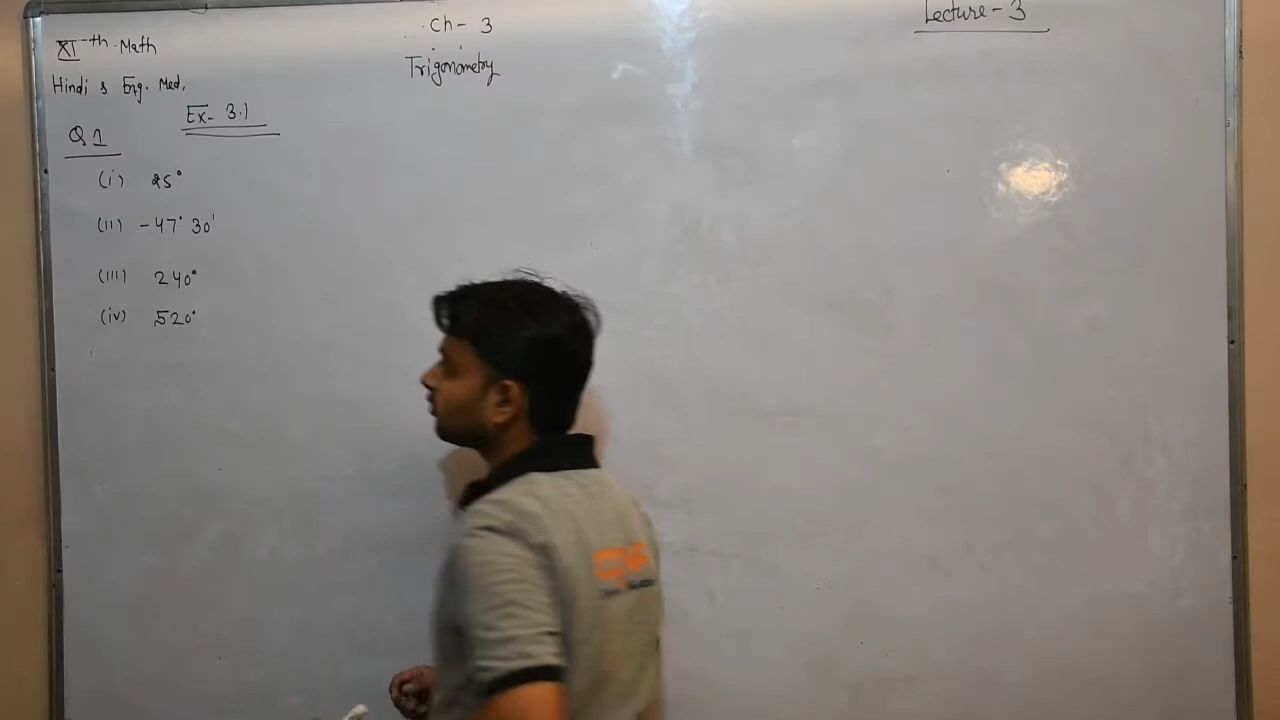 XI-th Math
Hindi & Eng. Med.
Ch- 3
Trigonometry
Lecture - 3
Ex- 3.1
Q 1
(i) 25°
(ii) -47° 30'
(iii) 240°
(iv) 520°